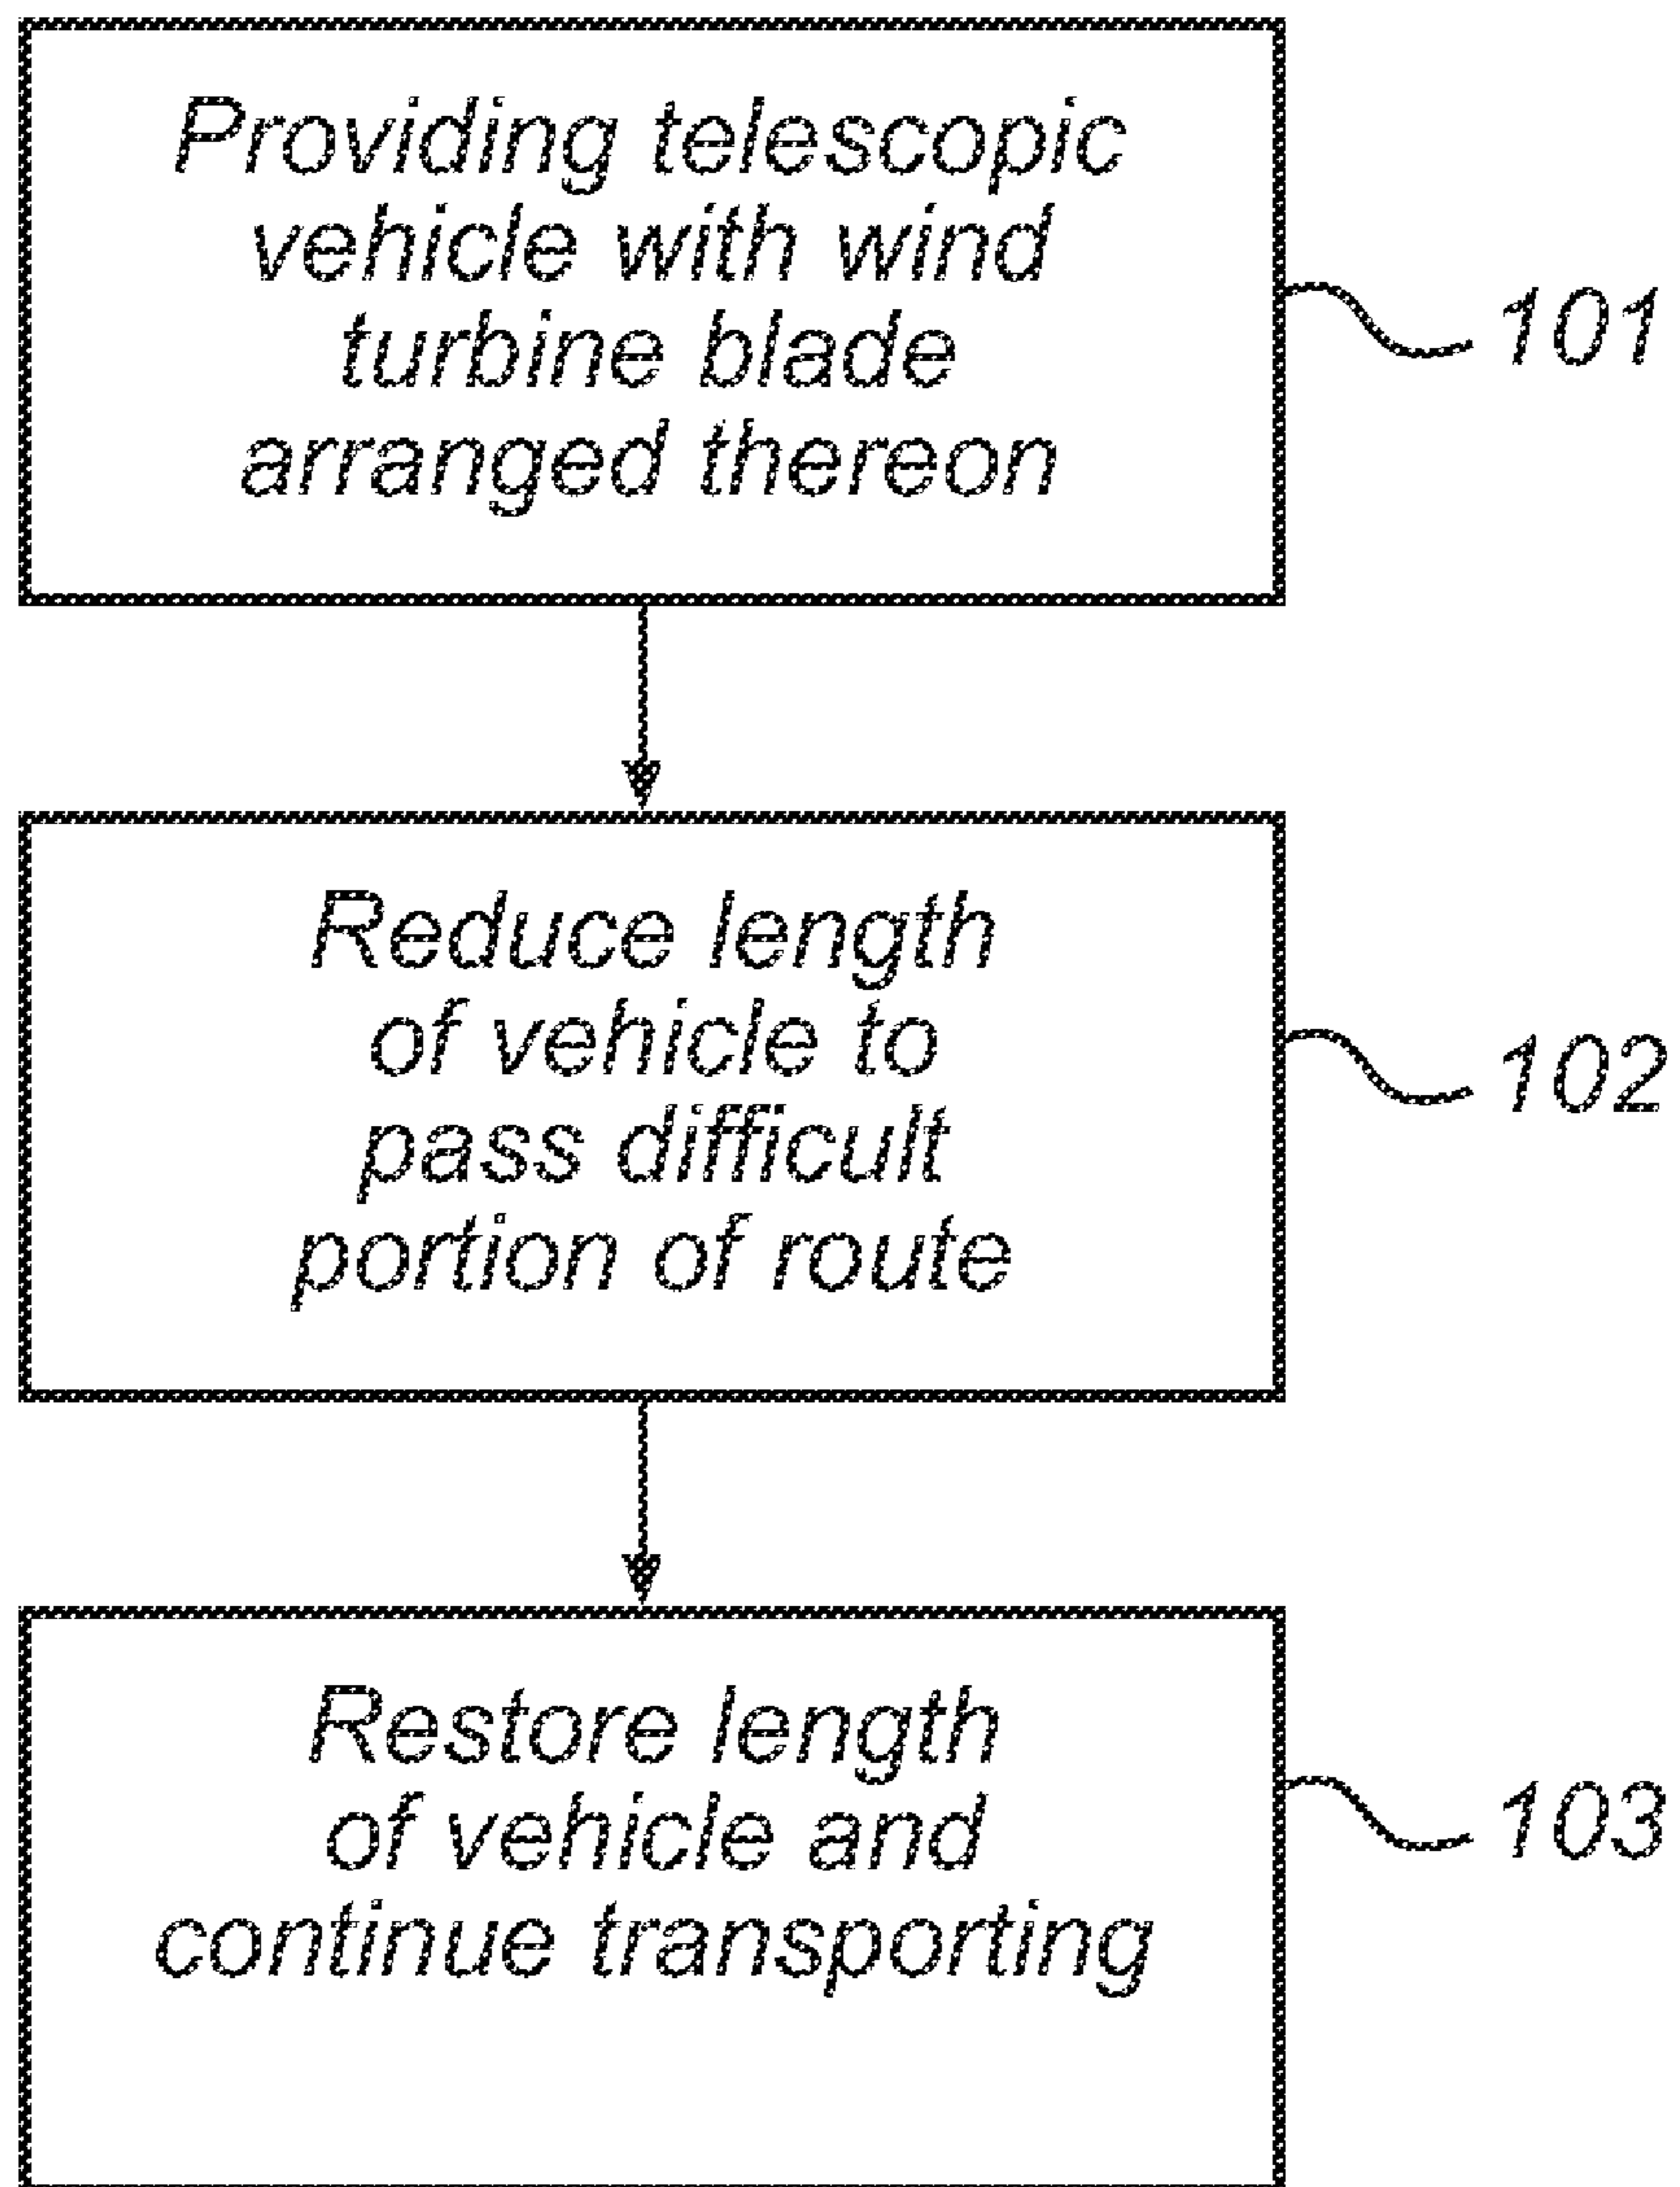 Providing telescopic
vehicle with wind
turbine blade
arranged thereon
101
Reduce length
of vehicle to
pass difficult
portion of route
102
Restore length
of vehicle and
continue transporting
103